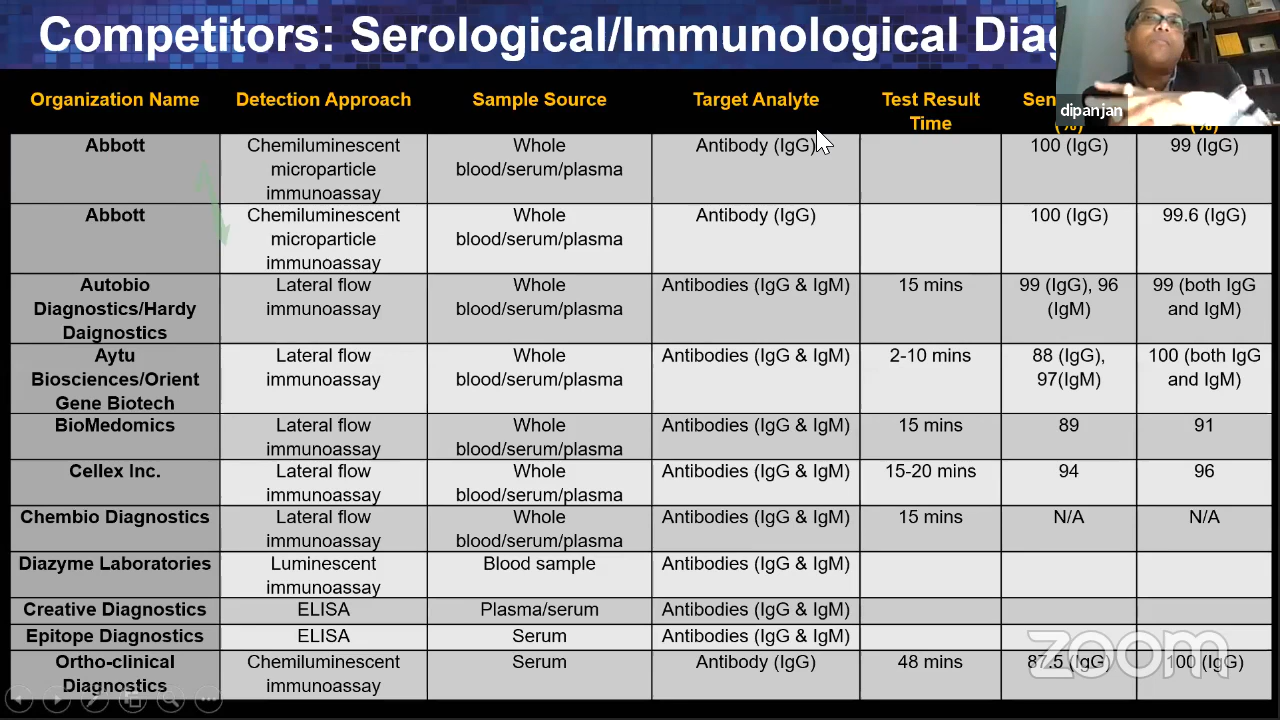 Competitors: Serological/Immunological
dipanjan
Organization Name Detection Approach Sample Source Target Analyte Test Result
Time
(%) (%)
Abbott Chemiluminescent Whole Antibody (IgG) 100 (IgG) 99 (IgG)
microparticle blood/serum/plasma
immunoassay
Abbott Chemiluminescent Whole Antibody (IgG) 100 (IgG) 99.6 (IgG)
microparticle blood/serum/plasma
immunoassay
Autobio Lateral flow Whole Antibodies (IgG & IgM) 15 mins 99 (IgG), 96 99 (both IgG
Diagnostics/Hardy immunoassay blood/serum/plasma (IgM) and IgM)
Daignostics
Aytu Lateral flow Whole Antibodies (IgG & IgM) 2-10 mins 88 (IgG), 100 (both IgG
Biosciences/Orient immunoassay blood/serum/plasma 97(IgM) and IgM)
Gene Biotech
BioMedomics Lateral flow Whole Antibodies (IgG & IgM) 15 mins 89 91
immunoassay blood/serum/plasma
Cellex Inc. Lateral flow Whole Antibodies (IgG & IgM) 15-20 mins 94 96
immunoassay blood/serum/plasma
Chembio Diagnostics Lateral flow Whole Antibodies (IgG & IgM) 15 mins N/A N/A
immunoassay blood/serum/plasma
Diazyme Laboratories Luminescent Blood sample Antibodies (IgG & IgM)
immunoassay
Creative Diagnostics ELISA Plasma/serum Antibodies (IgG & IgM)
Epitope Diagnostics ELISA Serum Antibodies (IgG & IgM)
Ortho-clinical Chemiluminescent Serum Antibody (IgG) 48 mins 87.5 (IgG) 100 (IgG)
Diagnostics immunoassay
zoom